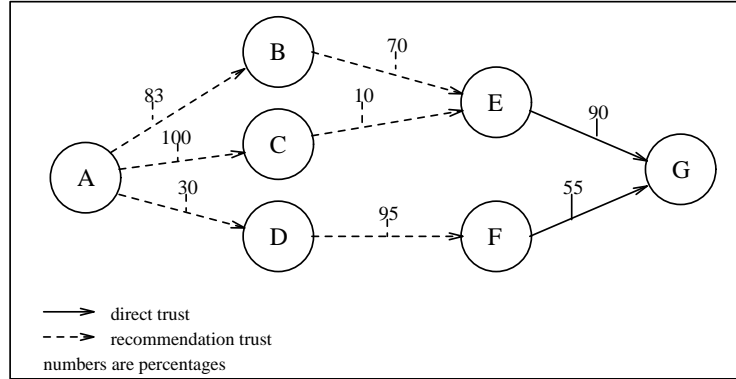 B
70
83
E
10
90
100
C
A
G
30
55
95
D
F
direct trust
recommendation trust
numbers are percentages